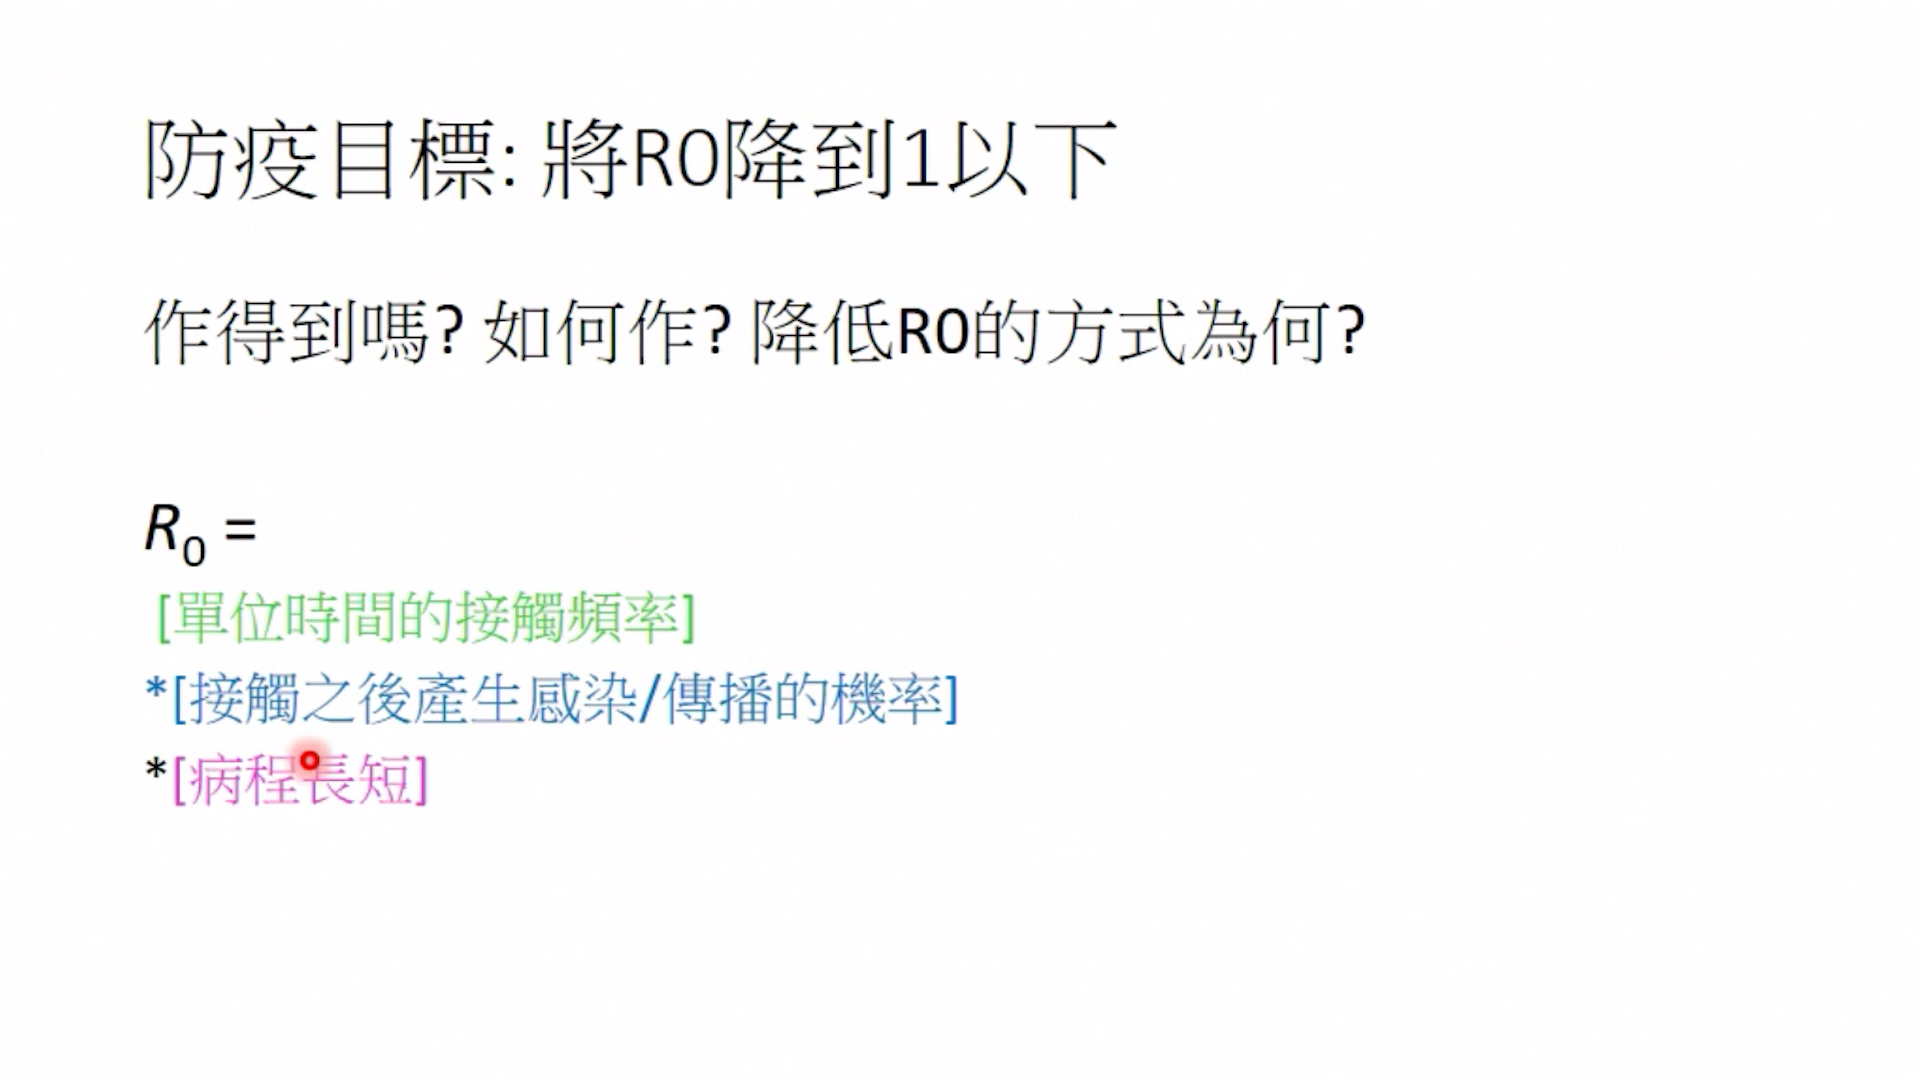 防疫目標: 將R0降到1以下
作得到嗎? 如何作? 降低R0的方式為何?
R₀ =
[單位時間的接觸頻率]
*[接觸之後產生感染/傳播的機率]
*[病程長短]